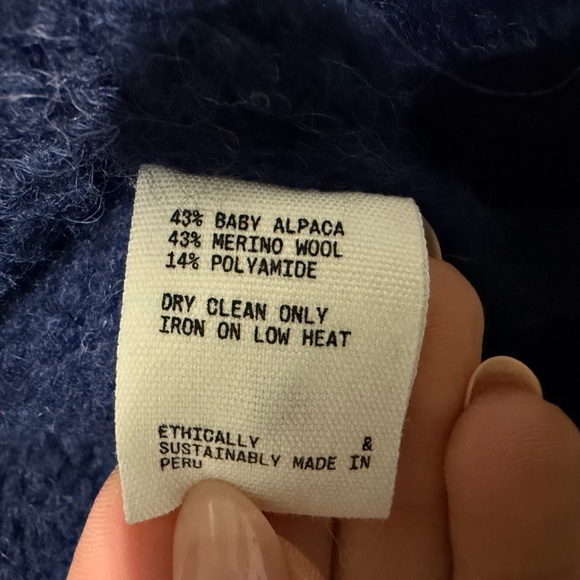 43% BABY ALPACA
43% MERINO WOOL
14% POLYAMIDE
DRY CLEAN ONLY
IRON ON LOW HEAT
ETHICALLY &
SUSTAINABLY MADE IN
PERU